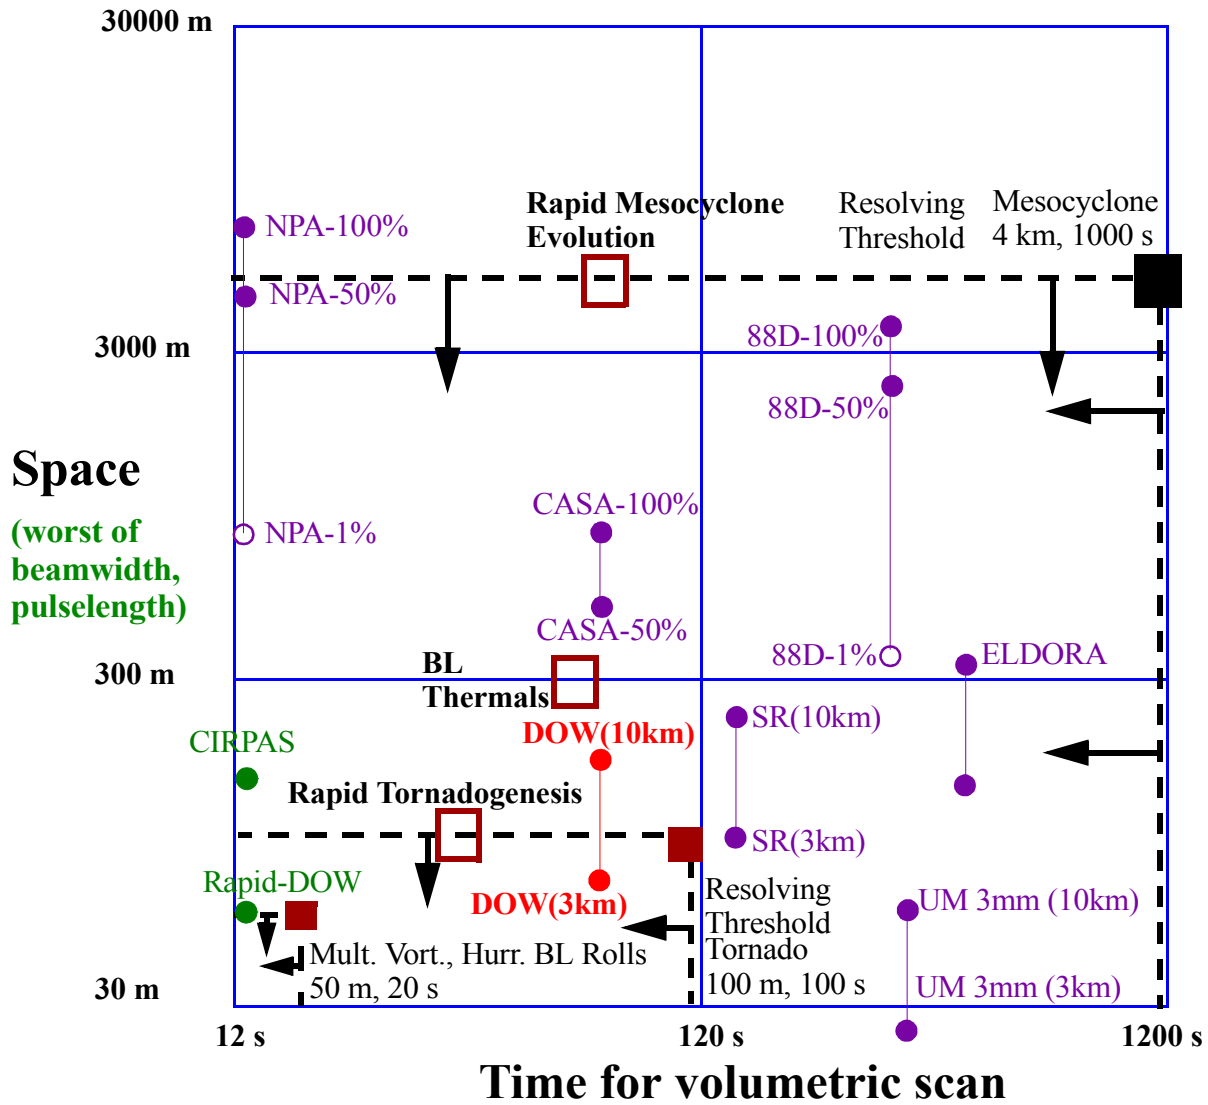 30000 m
Rapid Mesocyclone
Evolution
Resolving
Threshold
Mesocyclone
4 km, 1000 s
NPA-100%
NPA-50%
88D-100%
3000 m
88D-50%
Space
(worst of
beamwidth,
pulselength)
NPA-1%
CASA-100%
CASA-50%
88D-1%
ELDORA
BL
Thermals
300 m
SR(10km)
DOW(10km)
CIRPAS
Rapid Tornadogenesis
SR(3km)
Rapid-DOW
DOW(3km)
Resolving
Threshold
Tornado
100 m, 100 s
UM 3mm (10km)
Mult. Vort., Hurr. BL Rolls
50 m, 20 s
UM 3mm (3km)
30 m
12 s
120 s
1200 s
Time for volumetric scan